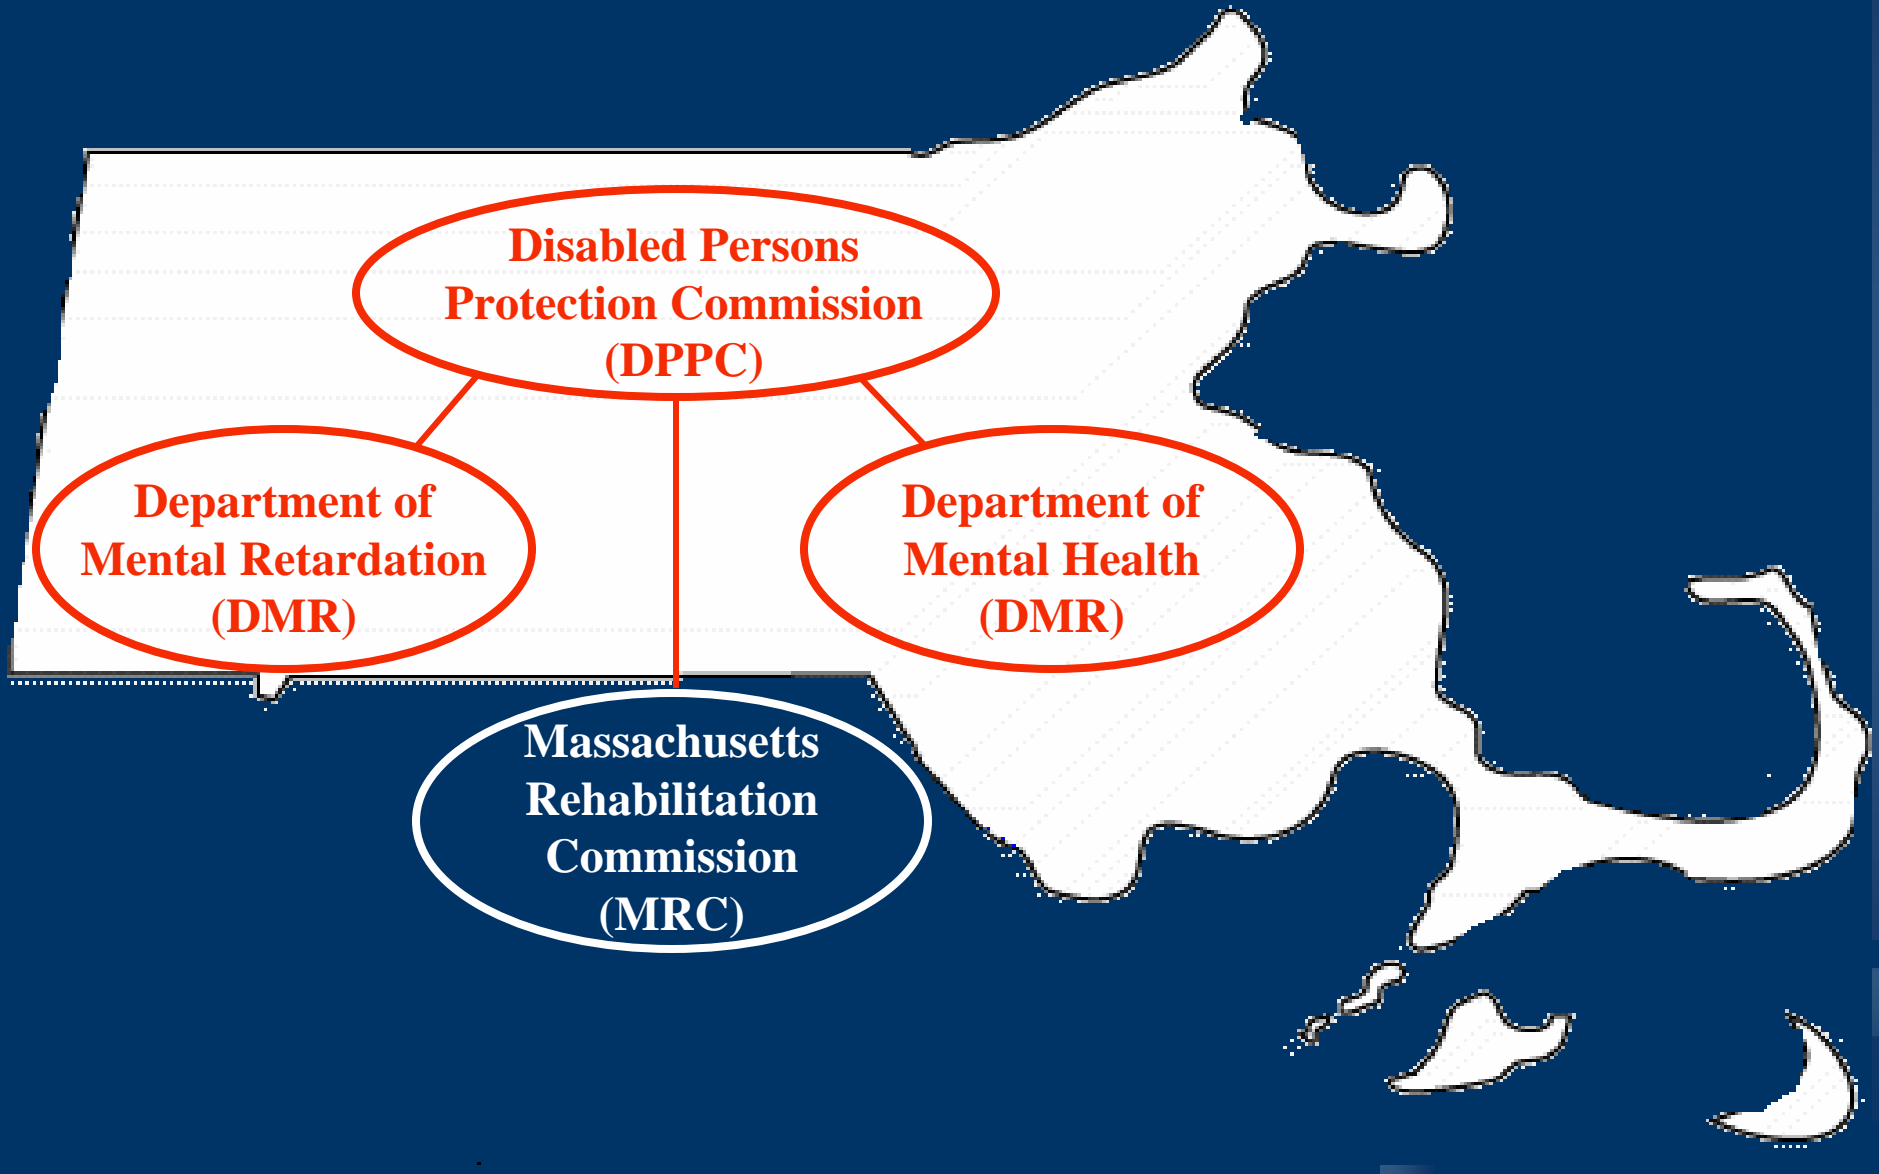 Disabled Persons
Protection Commission
(DPPC)
Department of
Mental Retardation
(DMR)
Department of
Mental Health
(DMR)
Massachusetts
Rehabilitation
Commission
(MRC)